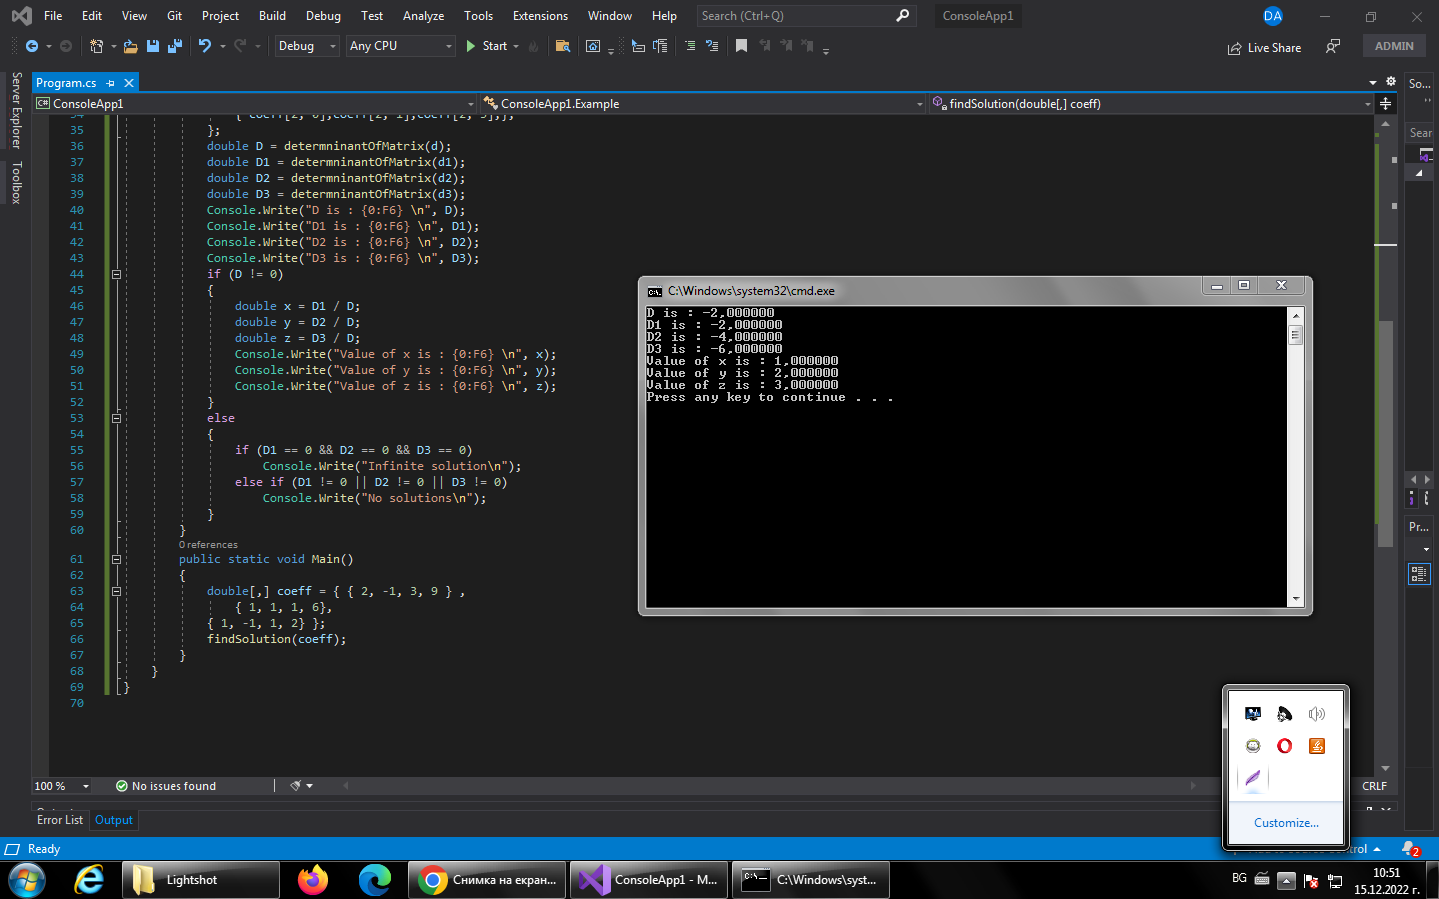 File Edit View Git Project Build Debug Test Analyze Tools Extensions Window Help Search (Ctrl+Q) ConsoleApp1 DA
Debug Any CPU Start Live Share ADMIN
Program.cs
ConsoleApp1 ConsoleApp1.Example findSolution(double[,] coeff)
Server Explorer
Toolbox
So...
Sear
Pr...
34 { coeff[2, 0],coeff[2, 1],coeff[2, 3],},
35 };
36 double D = determninantOfMatrix(d);
37 double D1 = determninantOfMatrix(d1);
38 double D2 = determninantOfMatrix(d2);
39 double D3 = determninantOfMatrix(d3);
40 Console.Write("D is : {0:F6} \n", D);
41 Console.Write("D1 is : {0:F6} \n", D1);
42 Console.Write("D2 is : {0:F6} \n", D2);
43 Console.Write("D3 is : {0:F6} \n", D3);
44 if (D != 0)
45 {
46 double x = D1 / D;
47 double y = D2 / D;
48 double z = D3 / D;
49 Console.Write("Value of x is : {0:F6} \n", x);
50 Console.Write("Value of y is : {0:F6} \n", y);
51 Console.Write("Value of z is : {0:F6} \n", z);
52 }
53 else
54 {
55 if (D1 == 0 && D2 == 0 && D3 == 0)
56 Console.Write("Infinite solution\n");
57 else if (D1 != 0 || D2 != 0 || D3 != 0)
58 Console.Write("No solutions\n");
59 }
60 }
0 references
61 public static void Main()
62 {
63 double[,] coeff = { { 2, -1, 3, 9 } ,
64 { 1, 1, 1, 6},
65 { 1, -1, 1, 2} };
66 findSolution(coeff);
67 }
68 }
69 }
70
C:\Windows\system32\cmd.exe
D is : -2,000000
D1 is : -2,000000
D2 is : -4,000000
D3 is : -6,000000
Value of x is : 1,000000
Value of y is : 2,000000
Value of z is : 3,000000
Press any key to continue . . .
Customize...
100 % No issues found CRLF
Error List Output
Ready
2
Lightshot Снимка на екран... ConsoleApp1 - M... C:\Windows\syst... BG 10:51
15.12.2022 г.